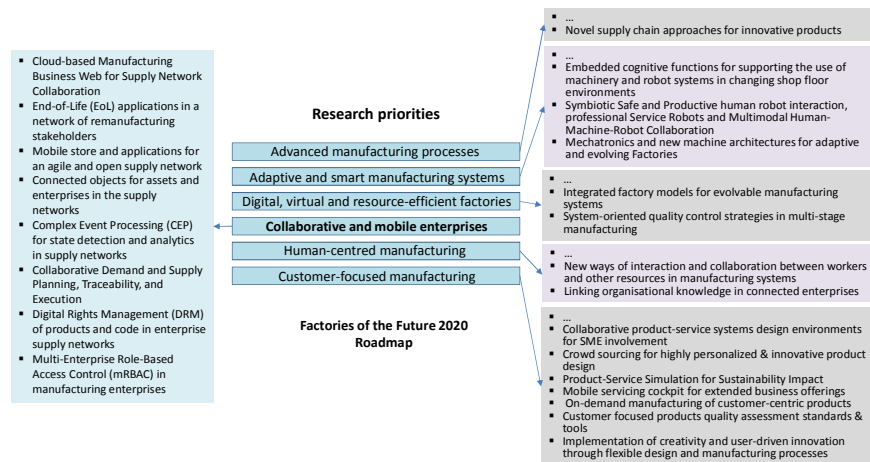 ▪ Cloud-based Manufacturing
Business Web for Supply Network
Collaboration
▪ End-of-Life (EoL) applications in a
network of remanufacturing
stakeholders
▪ Mobile store and applications for
an agile and open supply network
▪ Connected objects for assets and
enterprises in the supply
networks
▪ Complex Event Processing (CEP)
for state detection and analytics
in supply networks
▪ Collaborative Demand and Supply
Planning, Traceability, and
Execution
▪ Digital Rights Management (DRM)
of products and code in enterprise
supply networks
▪ Multi-Enterprise Role-Based
Access Control (mRBAC) in
manufacturing enterprises
Research priorities
Advanced manufacturing processes
Adaptive and smart manufacturing systems
Digital, virtual and resource-efficient factories
Collaborative and mobile enterprises
Human-centred manufacturing
Customer-focused manufacturing
Factories of the Future 2020
Roadmap
▪ ...
▪ Novel supply chain approaches for innovative products
▪ ...
▪ Embedded cognitive functions for supporting the use of
machinery and robot systems in changing shop floor
environments
▪ Symbiotic Safe and Productive human robot interaction,
professional Service Robots and Multimodal Human-
Machine-Robot Collaboration
▪ Mechatronics and new machine architectures for adaptive
and evolving Factories
▪ ...
▪ Integrated factory models for evolvable manufacturing
systems
▪ System-oriented quality control strategies in multi-stage
manufacturing
▪ ...
▪ New ways of interaction and collaboration between workers
and other resources in manufacturing systems
▪ Linking organisational knowledge in connected enterprises
▪ ...
▪ Collaborative product-service systems design environments
for SME involvement
▪ Crowd sourcing for highly personalized & innovative product
design
▪ Product-Service Simulation for Sustainability Impact
▪ Mobile servicing cockpit for extended business offerings
▪ On-demand manufacturing of customer-centric products
▪ Customer focused products quality assessment standards &
tools
▪ Implementation of creativity and user-driven innovation
through flexible design and manufacturing processes